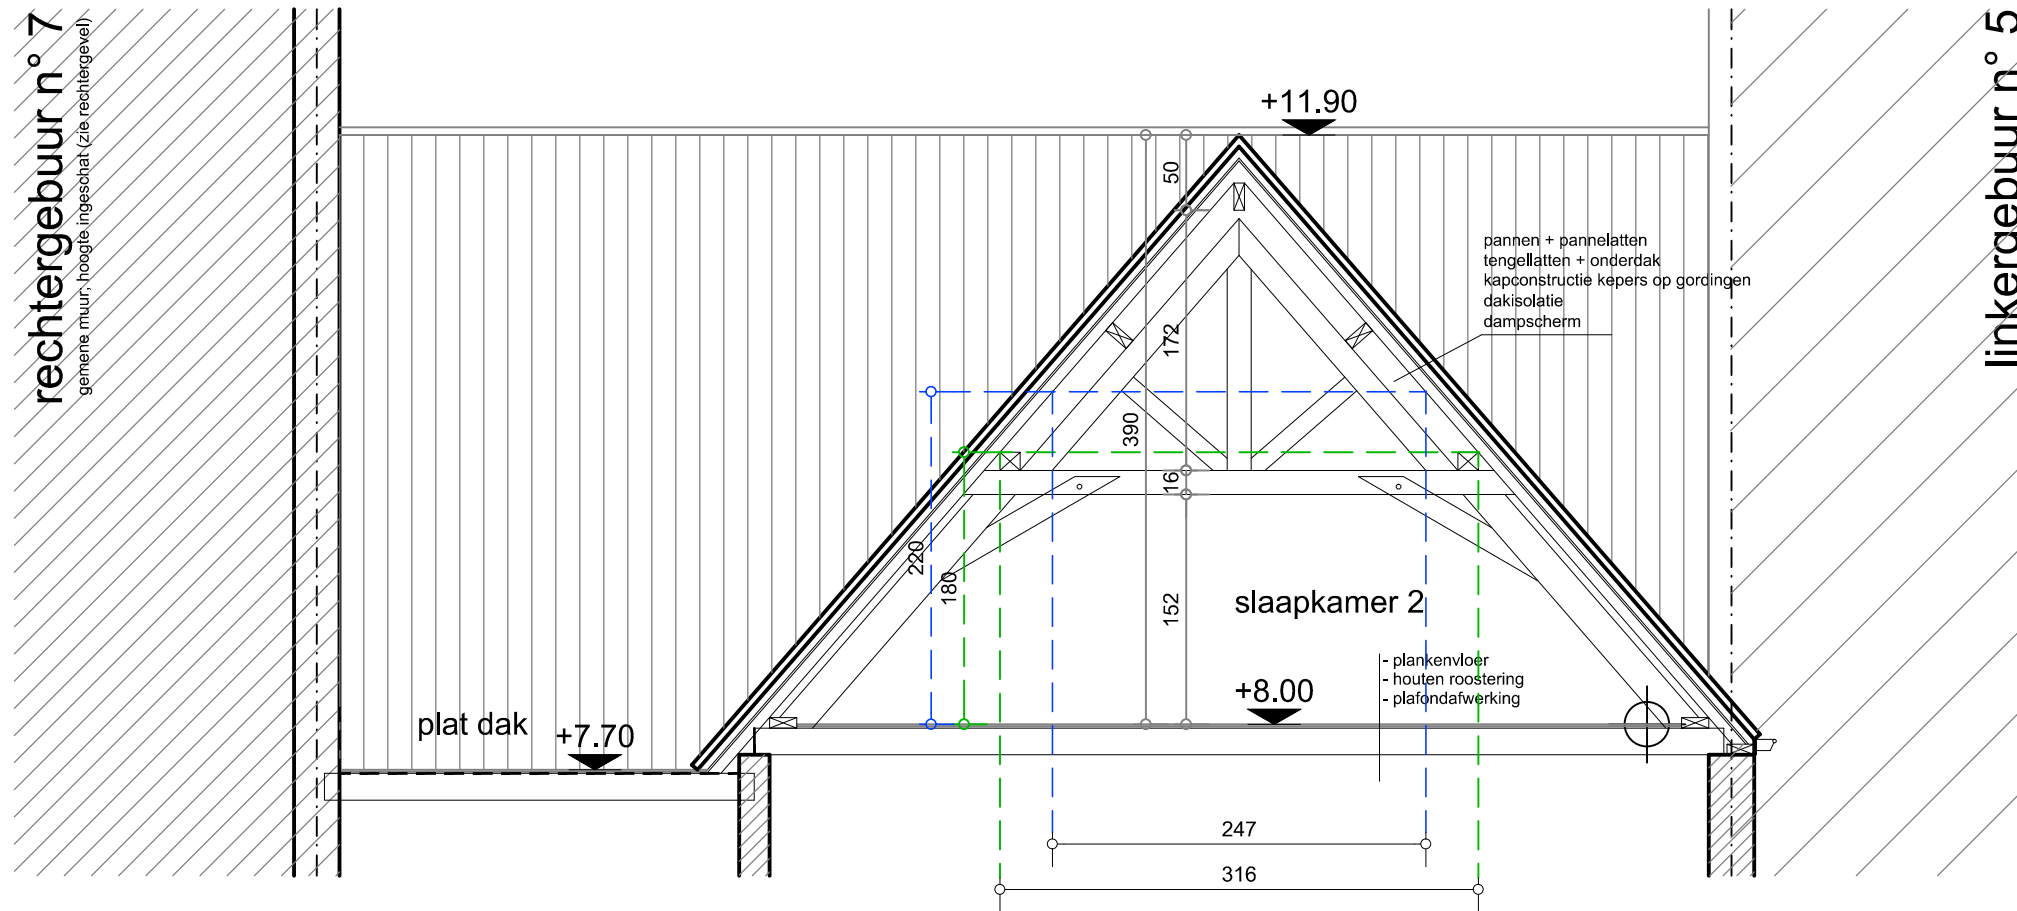 rechtergebuur n° 7
gemene muur, hoogte ingeschat (zie rechtergevel)
linkergebuur n° 5
+11.90
50
pannen + pannelatten
tengellatten + onderdak
kapconstructie kepers op gordingen
dakisolatie
dampscherm
172
390
16
220
180
152
slaapkamer 2
- plankenvloer
- houten roostering
- plafondafwerking
+8.00
plat dak
+7.70
247
316